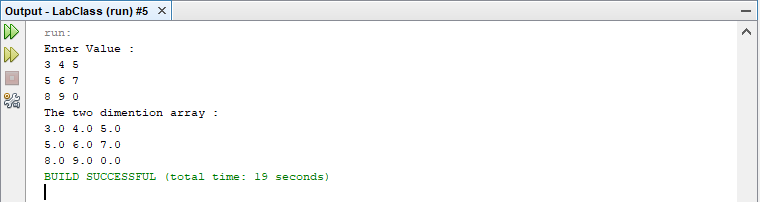 Output - LabClass (run) #5
run:
Enter Value :
3 4 5
5 6 7
8 9 0
The two dimention array :
3.0 4.0 5.0
5.0 6.0 7.0
8.0 9.0 0.0
BUILD SUCCESSFUL (total time: 19 seconds)